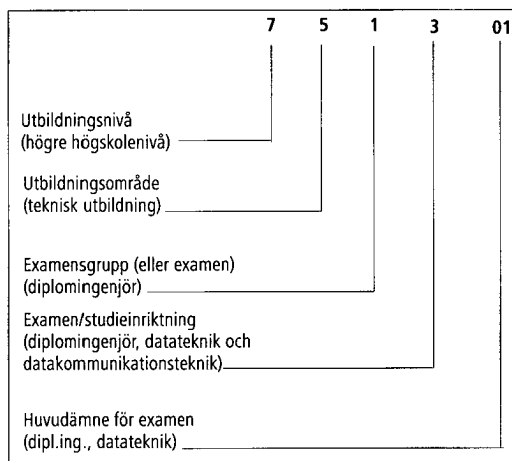 7 5 1 3 01
Utbildningsnivå
(högre högskolenivå)
Utbildningsområde
(teknisk utbildning)
Examensgrupp (eller examen)
(diplomingenjör)
Examen/studieinriktning
(diplomingenjör, datateknik och
datakommunikationsteknik)
Huvudämne för examen
(dipl.ing., datateknik)